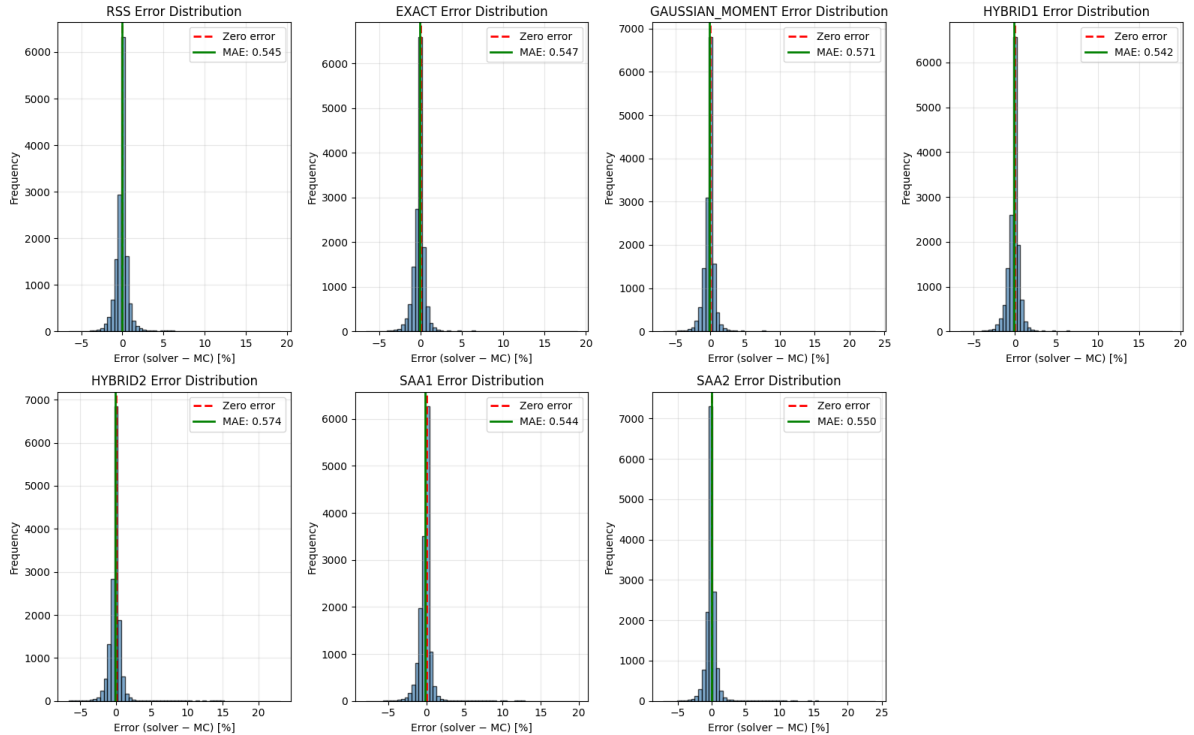 RSS Error Distribution
Zero error
MAE: 0.545
6000
5000
4000
3000
2000
1000
0
Frequency
−5 0 5 10 15 20
Error (solver − MC) [%]
EXACT Error Distribution
Zero error
MAE: 0.547
6000
5000
4000
3000
2000
1000
0
Frequency
−5 0 5 10 15 20
Error (solver − MC) [%]
GAUSSIAN_MOMENT Error Distribution
Zero error
MAE: 0.571
7000
6000
5000
4000
3000
2000
1000
0
Frequency
−5 0 5 10 15 20 25
Error (solver − MC) [%]
HYBRID1 Error Distribution
Zero error
MAE: 0.542
6000
5000
4000
3000
2000
1000
0
Frequency
−5 0 5 10 15 20
Error (solver − MC) [%]
HYBRID2 Error Distribution
Zero error
MAE: 0.574
7000
6000
5000
4000
3000
2000
1000
0
Frequency
−5 0 5 10 15 20
Error (solver − MC) [%]
SAA1 Error Distribution
Zero error
MAE: 0.544
6000
5000
4000
3000
2000
1000
0
Frequency
−5 0 5 10 15 20
Error (solver − MC) [%]
SAA2 Error Distribution
Zero error
MAE: 0.550
7000
6000
5000
4000
3000
2000
1000
0
Frequency
−5 0 5 10 15 20 25
Error (solver − MC) [%]